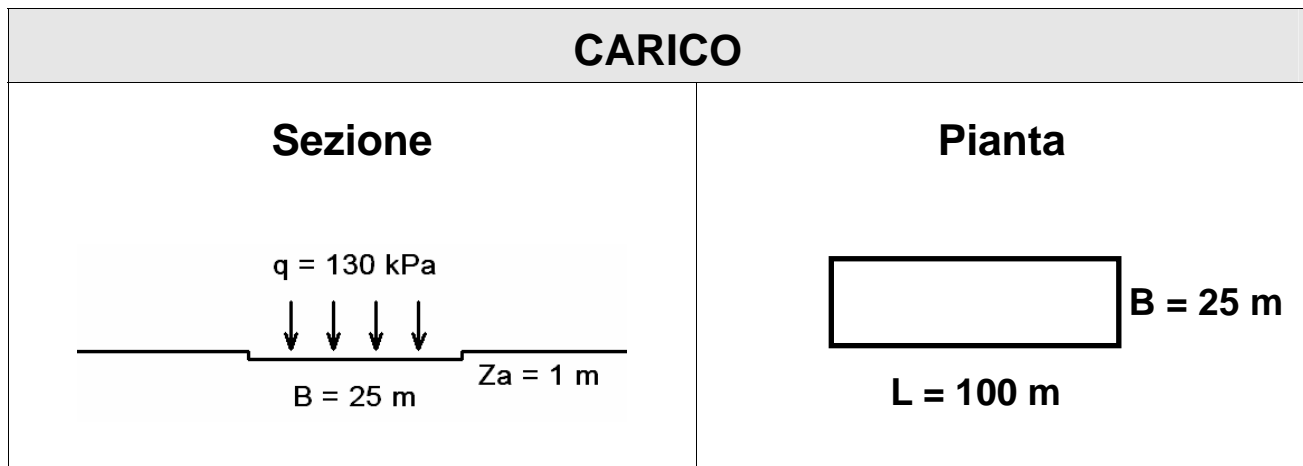 CARICO
Sezione
q = 130 kPa
Za = 1 m
B = 25 m
Pianta
B = 25 m
L = 100 m